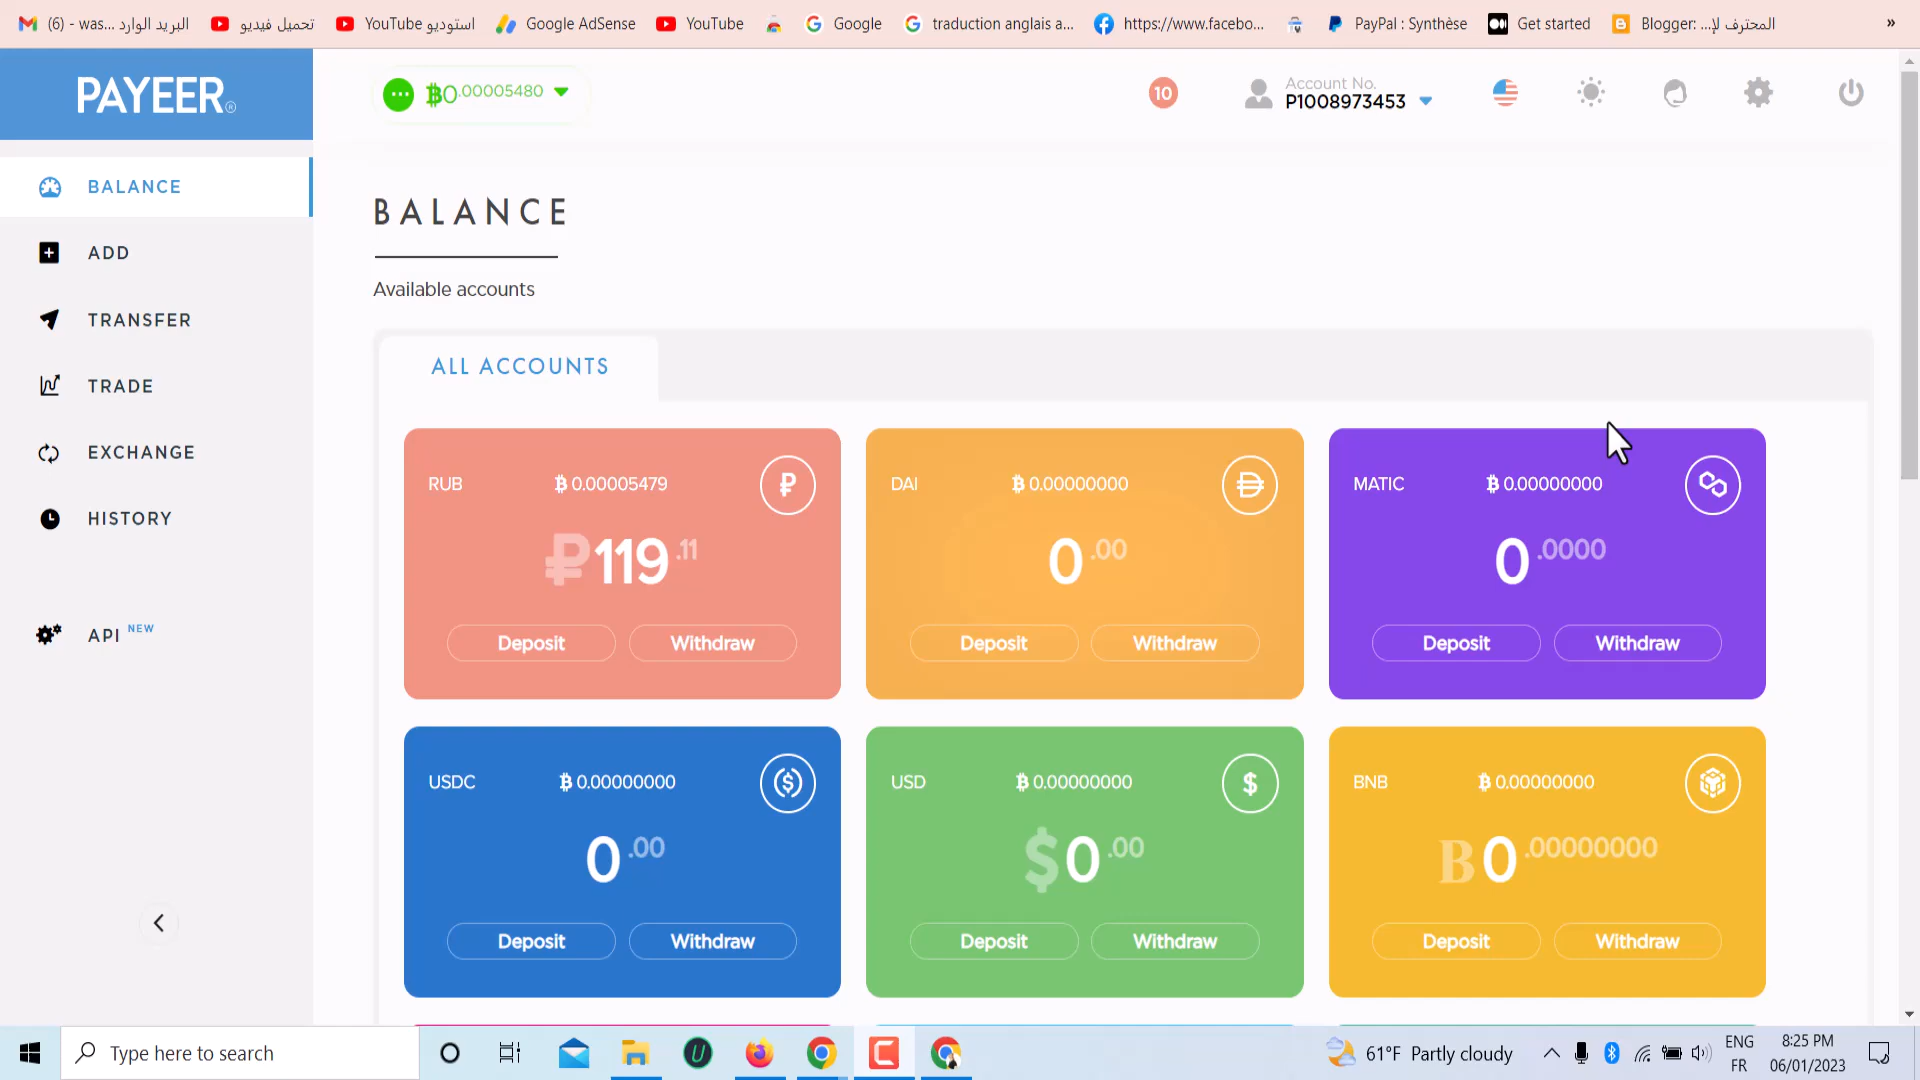 (6) - was... البريد الوارد
تحميل فيديو
استوديو YouTube
Google AdSense
YouTube
Google
traduction anglais a...
https://www.facebo...
PayPal : Synthèse
Get started
Blogger: ...المحترف لإ
»
PAYEER®
₿0.00005480
10
Account No.
P1008973453
BALANCE
ADD
TRANSFER
TRADE
EXCHANGE
HISTORY
API NEW
BALANCE
Available accounts
ALL ACCOUNTS
RUB ₿ 0.00005479 ₽
₽119.11
Deposit Withdraw
DAI ₿ 0.00000000
0.00
Deposit Withdraw
MATIC ₿ 0.00000000
0.0000
Deposit Withdraw
USDC ₿ 0.00000000 $
0.00
Deposit Withdraw
USD ₿ 0.00000000 $
$0.00
Deposit Withdraw
BNB ₿ 0.00000000
B0.00000000
Deposit Withdraw
Type here to search
61°F Partly cloudy
ENG
FR
8:25 PM
06/01/2023